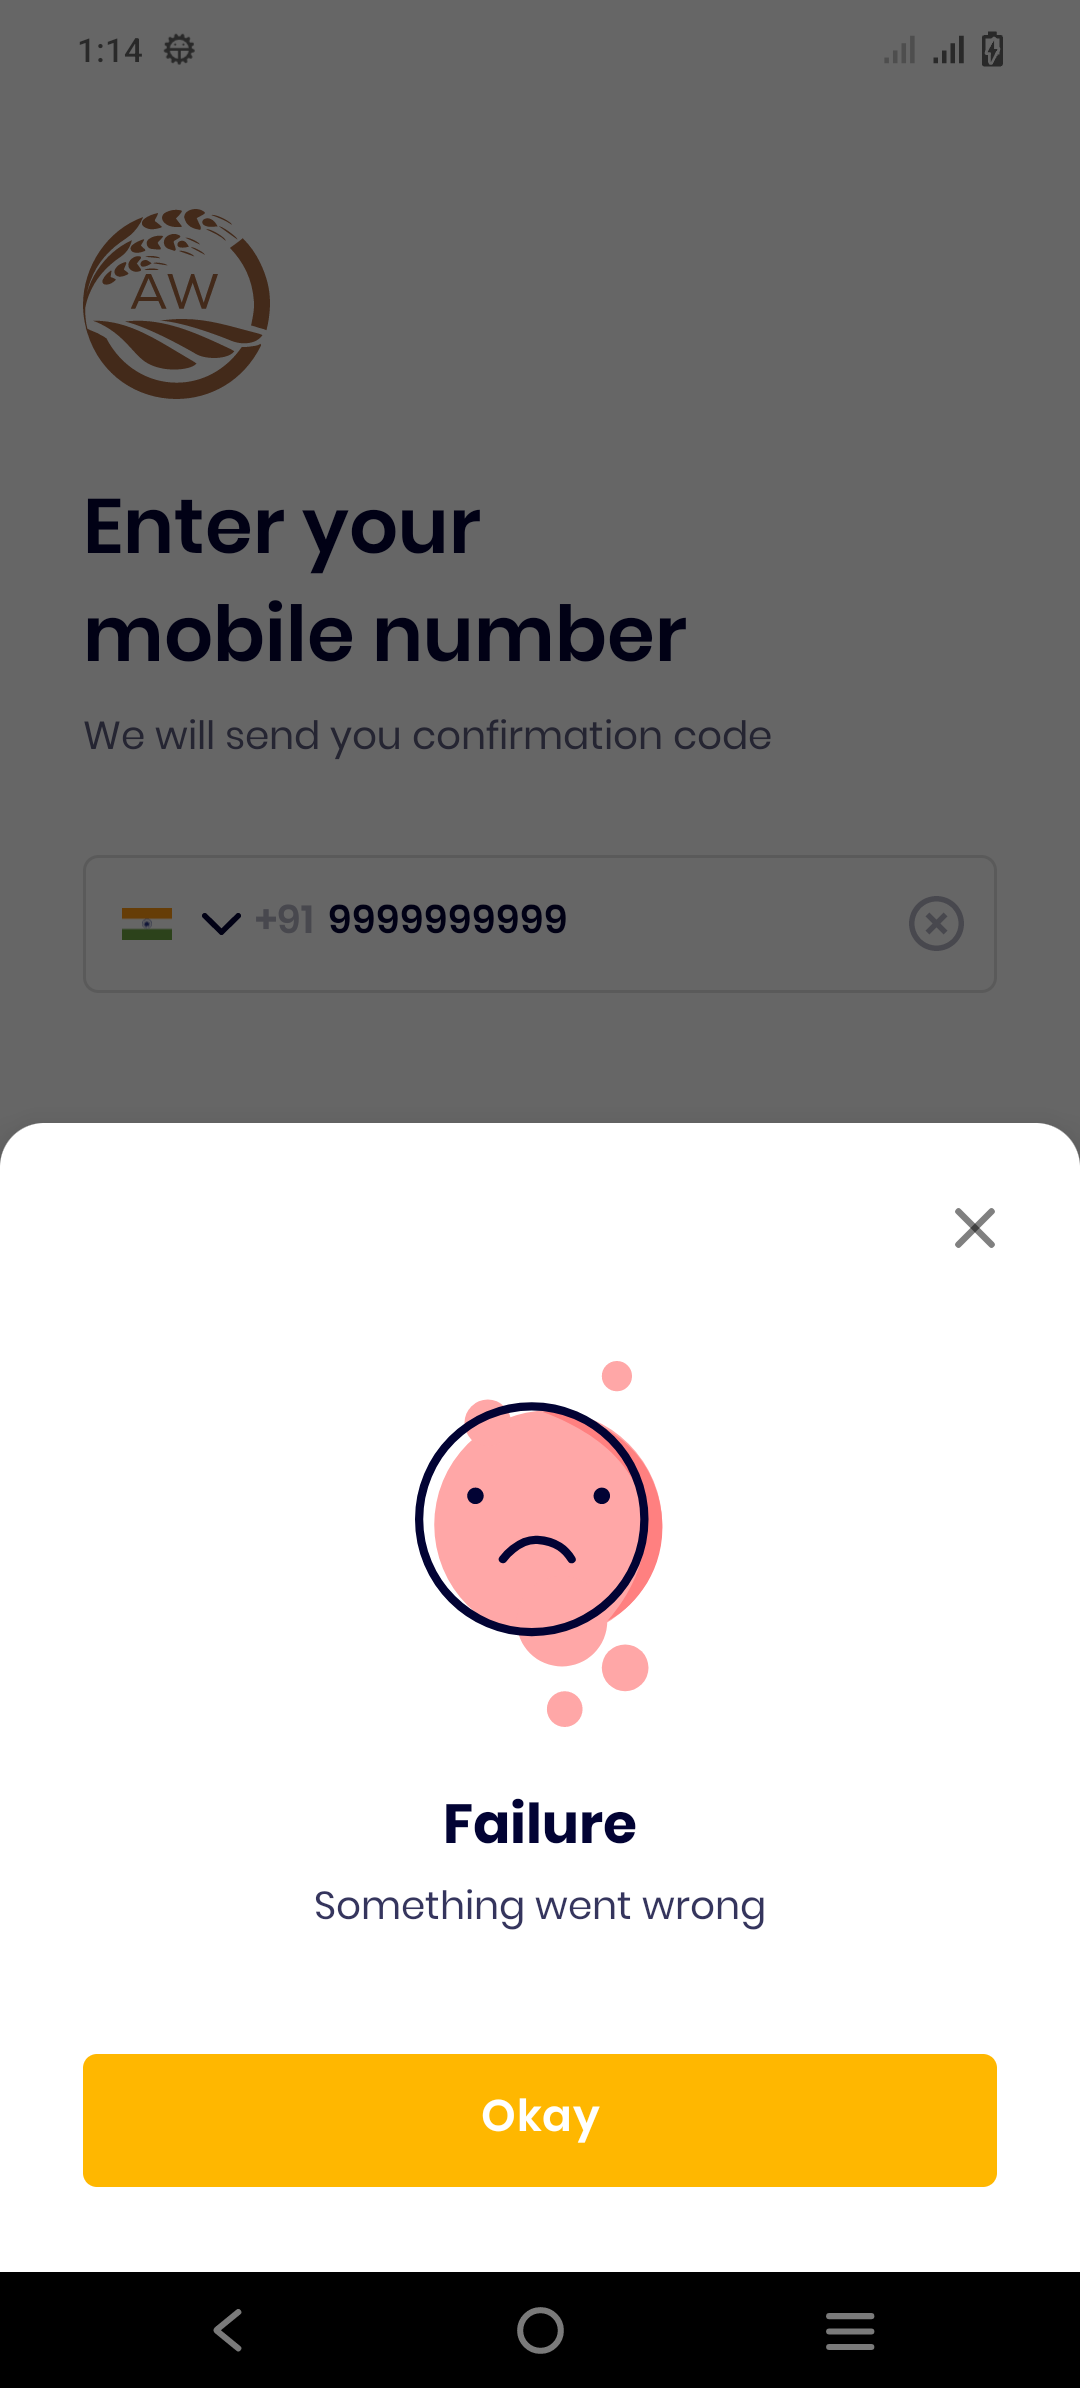 1:14
AW
Enter your
mobile number
We will send you confirmation code
+91 9999999999
Failure
Something went wrong
Okay